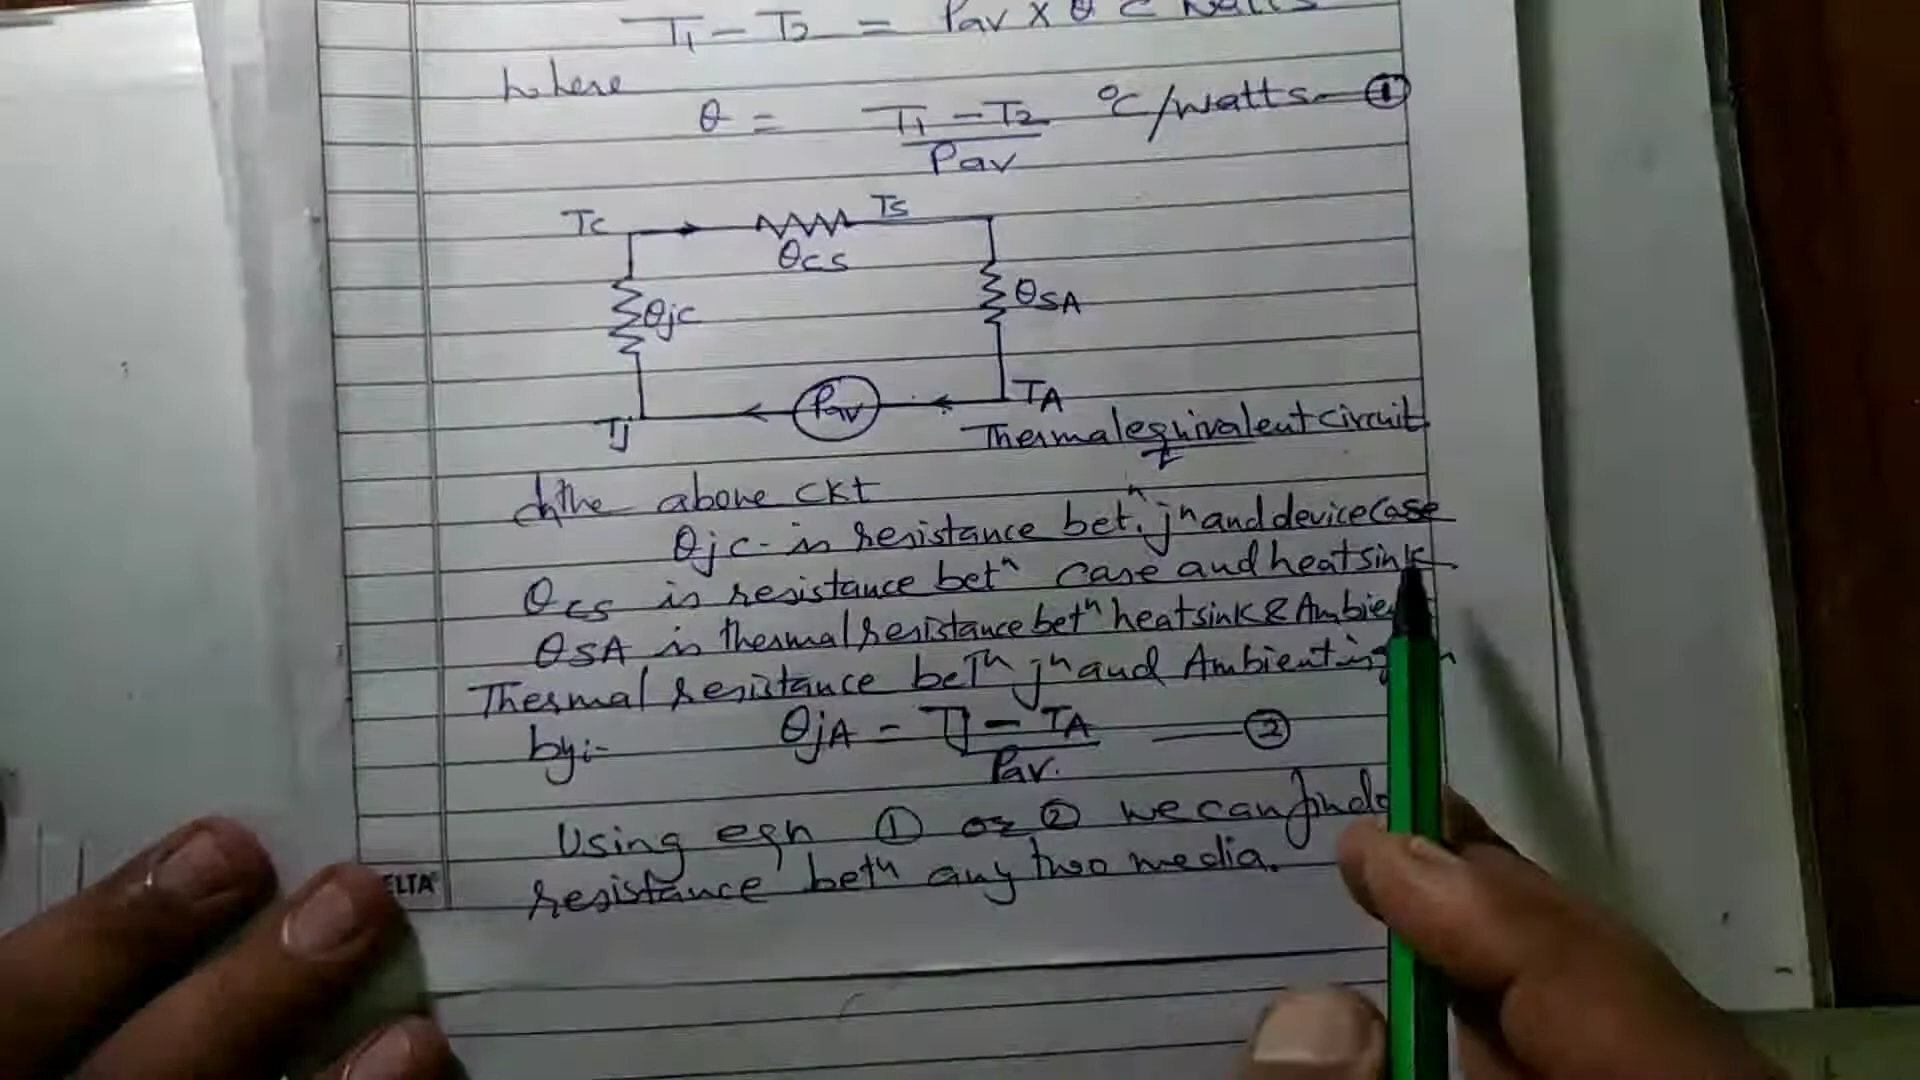 T₁ - T₂ = Pav x θ
where
θ = T₁ - T₂ / Pav °C/watts - ①
Tc Ts
θcs
θjc θSA
Pav TA
Tj
Thermal equivalent circuit
the above ckt
θjc - is resistance betⁿ jⁿ and device case
θcs is resistance betⁿ case and heatsink
θSA is thermal resistance betⁿ heatsink & Ambie
Thermal resistance beTⁿ jⁿ and Ambient is
by:-
θjA = Tj - TA / Pav. — ②
Using eqn ① or ② we can find
resistance betⁿ any two media.
ELTA